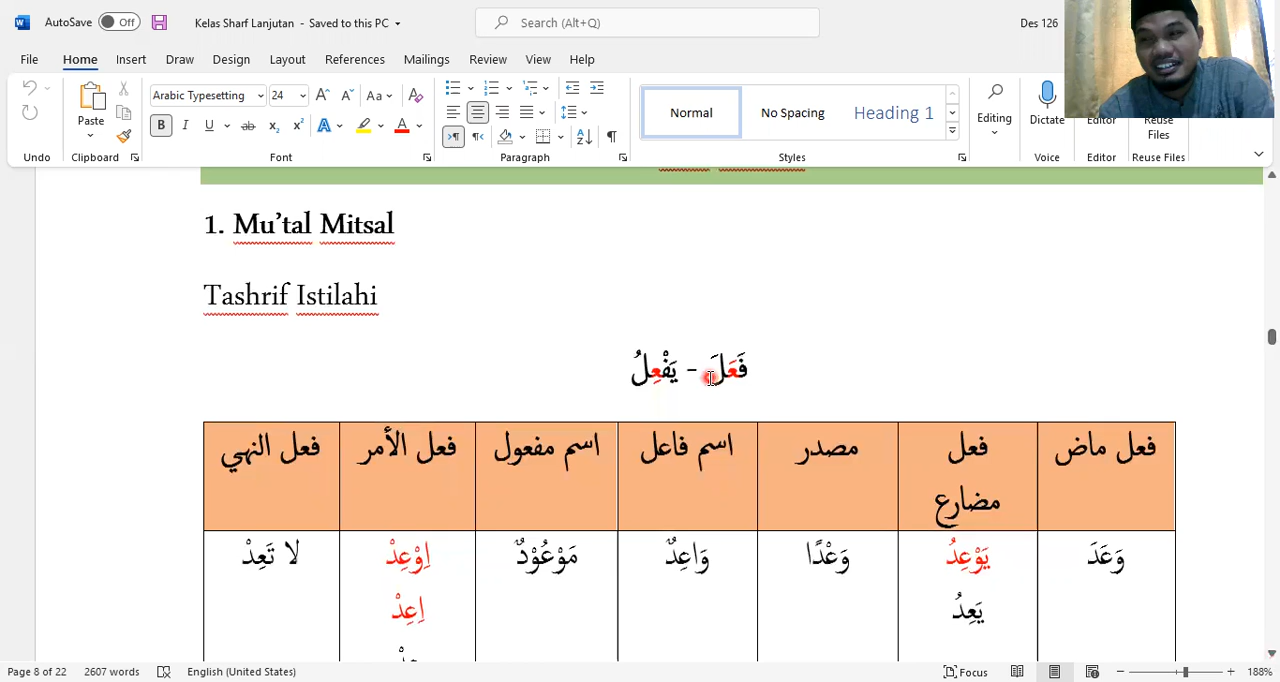 AutoSave Off Kelas Sharf Lanjutan - Saved to this PC Search (Alt+Q) Des 126
File Home Insert Draw Design Layout References Mailings Review View Help
Paste Arabic Typesetting 24 Normal No Spacing Heading 1 Editing Dictate Editor Reuse Files
Undo Clipboard Font Paragraph Styles Voice Editor Reuse Files
1. Mu'tal Mitsal
Tashrif Istilahi
فَعَلَ - يَفْعِلُ
فعل ماض فعل مضارع مصدر اسم فاعل اسم مفعول فعل الأمر فعل النهي
وَعَدَ يَوْعِدُ وَعْدًا وَاعِدٌ مَوْعُوْدٌ اِوْعِدْ لا تَعِدْ
يَعِدُ اِعِدْ
Page 8 of 22 2607 words English (United States) Focus 188%